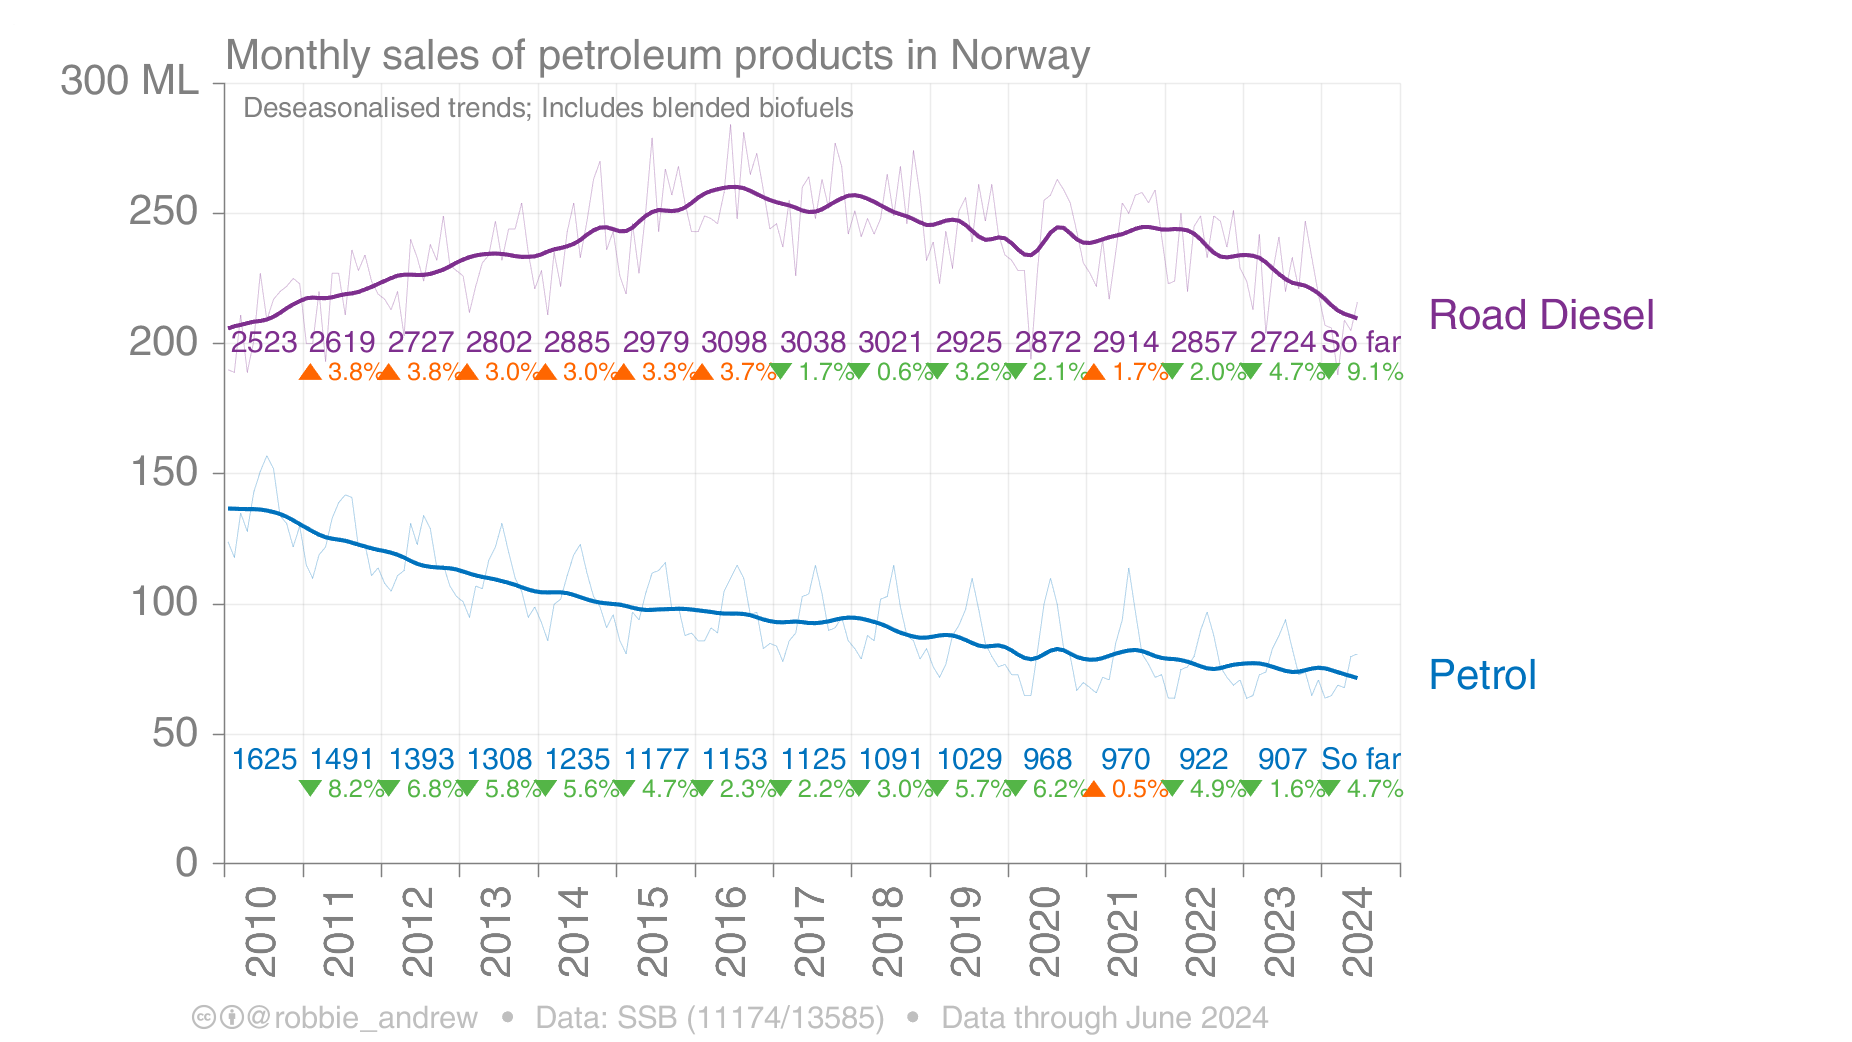 Monthly sales of petroleum products in Norway
300 ML
Deseasonalised trends; Includes blended biofuels
250
Road Diesel
200
2523 2619 2727 2802 2885 2979 3098 3038 3021 2925 2872 2914 2857 2724 So far
3.8% 3.8% 3.0% 3.0% 3.3% 3.7% 1.7% 0.6% 3.2% 2.1% 1.7% 2.0% 4.7% 9.1%
150
100
Petrol
50
1625 1491 1393 1308 1235 1177 1153 1125 1091 1029 968 970 922 907 So far
8.2% 6.8% 5.8% 5.6% 4.7% 2.3% 2.2% 3.0% 5.7% 6.2% 0.5% 4.9% 1.6% 4.7%
0
2010 2011 2012 2013 2014 2015 2016 2017 2018 2019 2020 2021 2022 2023 2024
cc @robbie_andrew • Data: SSB (11174/13585) • Data through June 2024